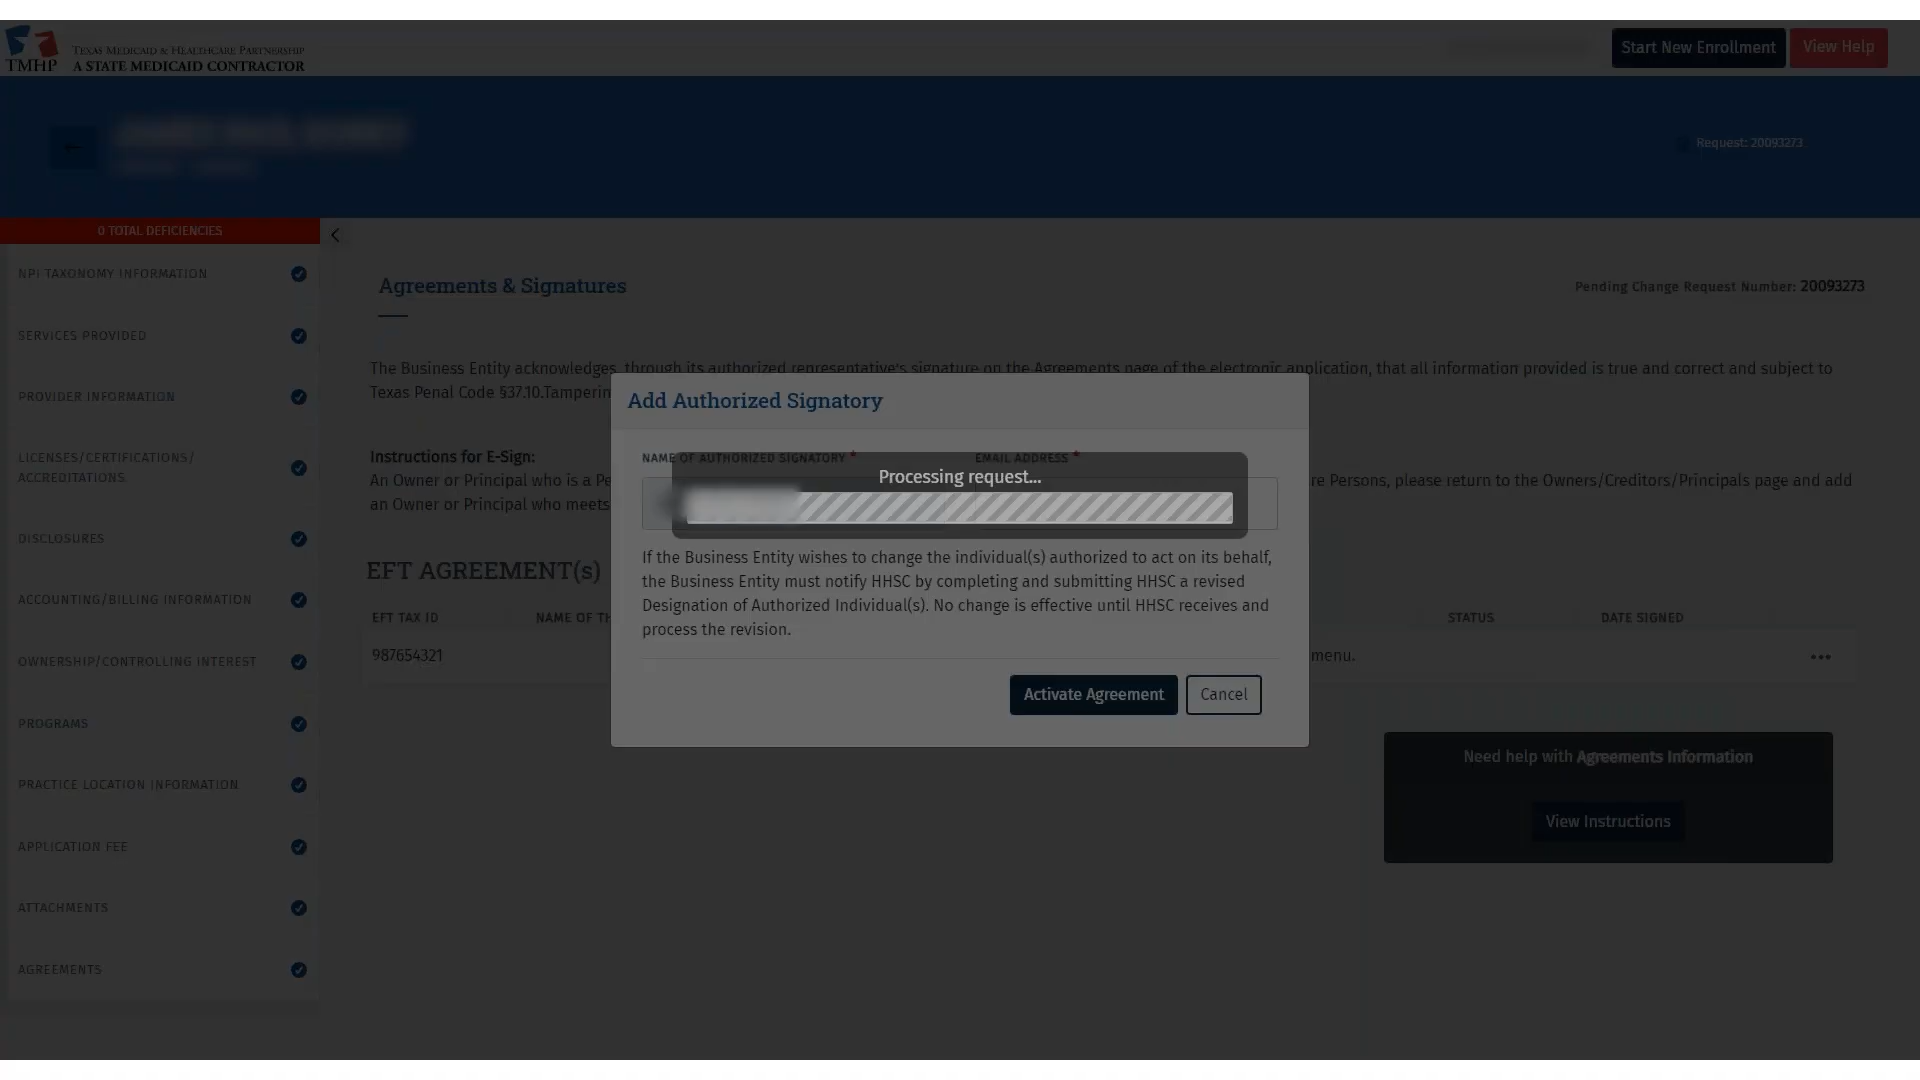 TMHP
TEXAS MEDICAID & HEALTHCARE PARTNERSHIP
A STATE MEDICAID CONTRACTOR
Start New Enrollment
View Help
Request: 20093273
0 TOTAL DEFICIENCIES
NPI TAXONOMY INFORMATION
SERVICES PROVIDED
PROVIDER INFORMATION
LICENSES/CERTIFICATIONS/
ACCREDITATIONS
DISCLOSURES
ACCOUNTING/BILLING INFORMATION
OWNERSHIP/CONTROLLING INTEREST
PROGRAMS
PRACTICE LOCATION INFORMATION
APPLICATION FEE
ATTACHMENTS
AGREEMENTS
Agreements & Signatures
Pending Change Request Number: 20093273
The Business Entity acknowledges, through its authorized representative's signature on the Agreements page of the electronic application, that all information provided is true and correct and subject to
Texas Penal Code §37.10.Tamperin
Instructions for E-Sign:
An Owner or Principal who is a Pe
re Persons, please return to the Owners/Creditors/Principals page and add
an Owner or Principal who meets
EFT AGREEMENT(s)
EFT TAX ID
NAME OF TH
STATUS
DATE SIGNED
987654321
menu.
•••
Add Authorized Signatory
NAME OF AUTHORIZED SIGNATORY *
EMAIL ADDRESS *
Processing request...
If the Business Entity wishes to change the individual(s) authorized to act on its behalf,
the Business Entity must notify HHSC by completing and submitting HHSC a revised
Designation of Authorized Individual(s). No change is effective until HHSC receives and
process the revision.
Activate Agreement
Cancel
Need help with Agreements Information
View Instructions